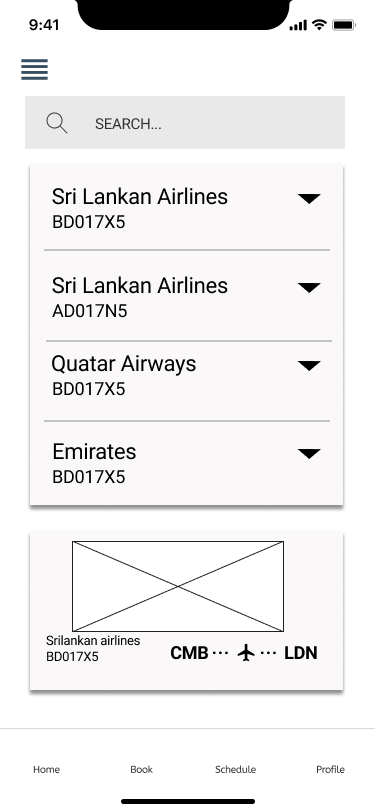 9:41
SEARCH...
Sri Lankan Airlines
BD017X5
Sri Lankan Airlines
AD017N5
Quatar Airways
BD017X5
Emirates
BD017X5
Srilankan airlines
BD017X5
CMB ··· ··· LDN
Home Book Schedule Profile